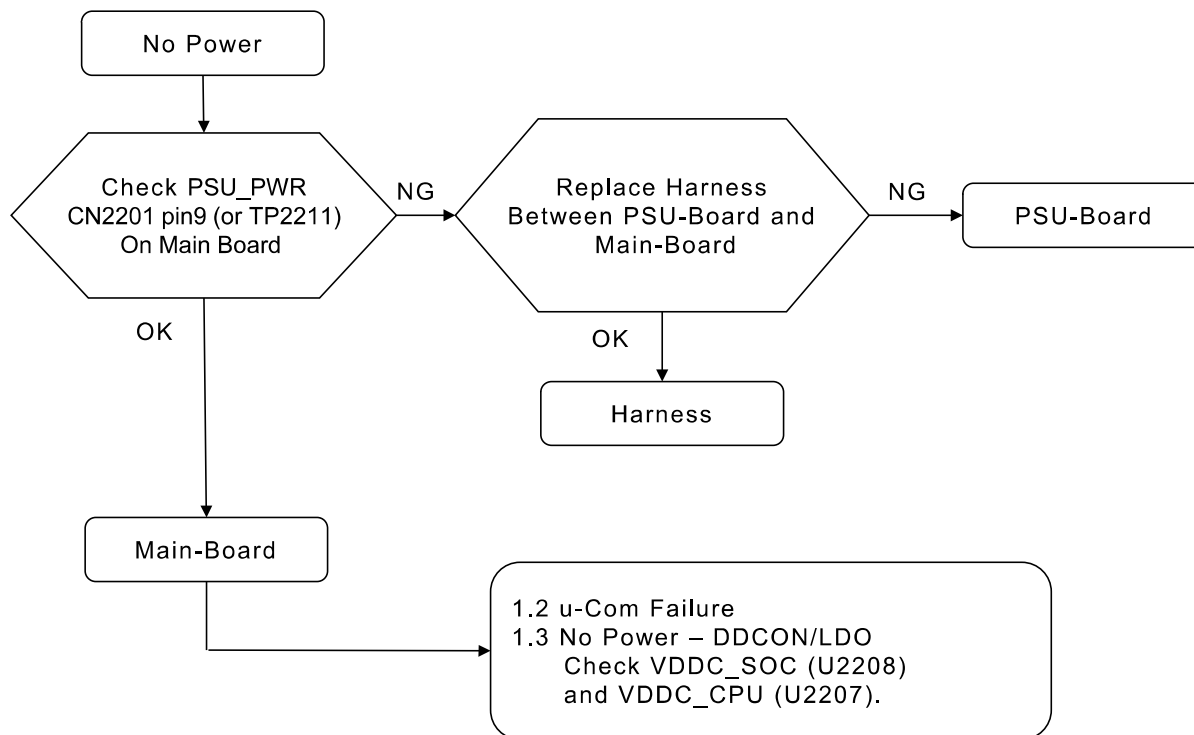 No Power
Check PSU_PWR
CN2201 pin9 (or TP2211)
On Main Board
NG
Replace Harness
Between PSU-Board and
Main-Board
NG
PSU-Board
OK
OK
Harness
Main-Board
1.2 u-Com Failure
1.3 No Power – DDCON/LDO
Check VDDC_SOC (U2208)
and VDDC_CPU (U2207).